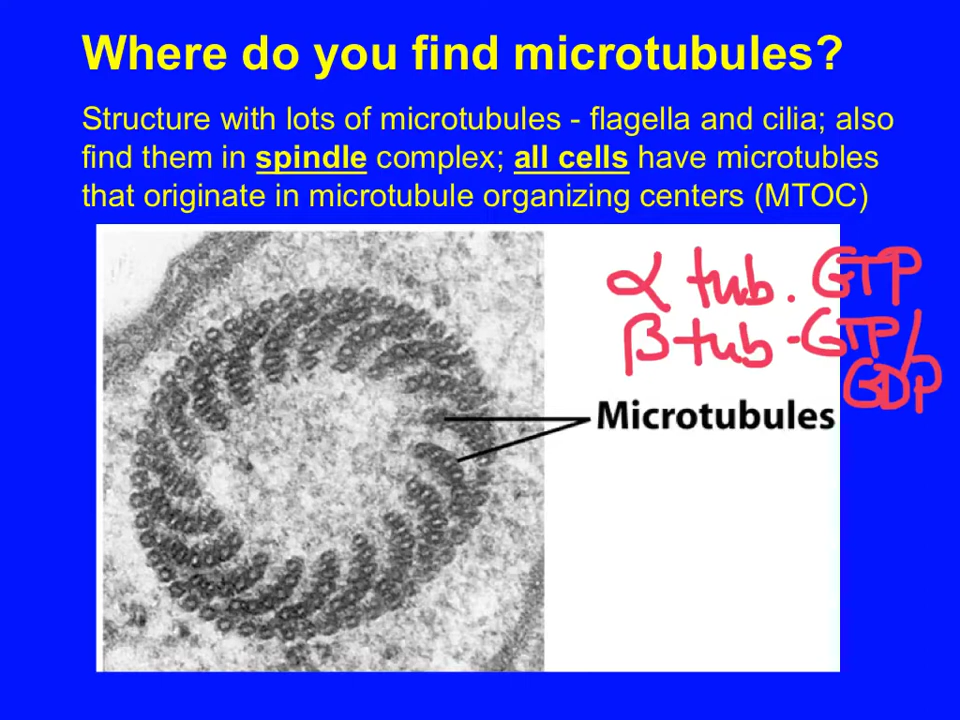 Where do you find microtubules?
Structure with lots of microtubules - flagella and cilia; also
find them in spindle complex; all cells have microtubles
that originate in microtubule organizing centers (MTOC)
α tub. GTP
β tub - GTP/
GDP
Microtubules